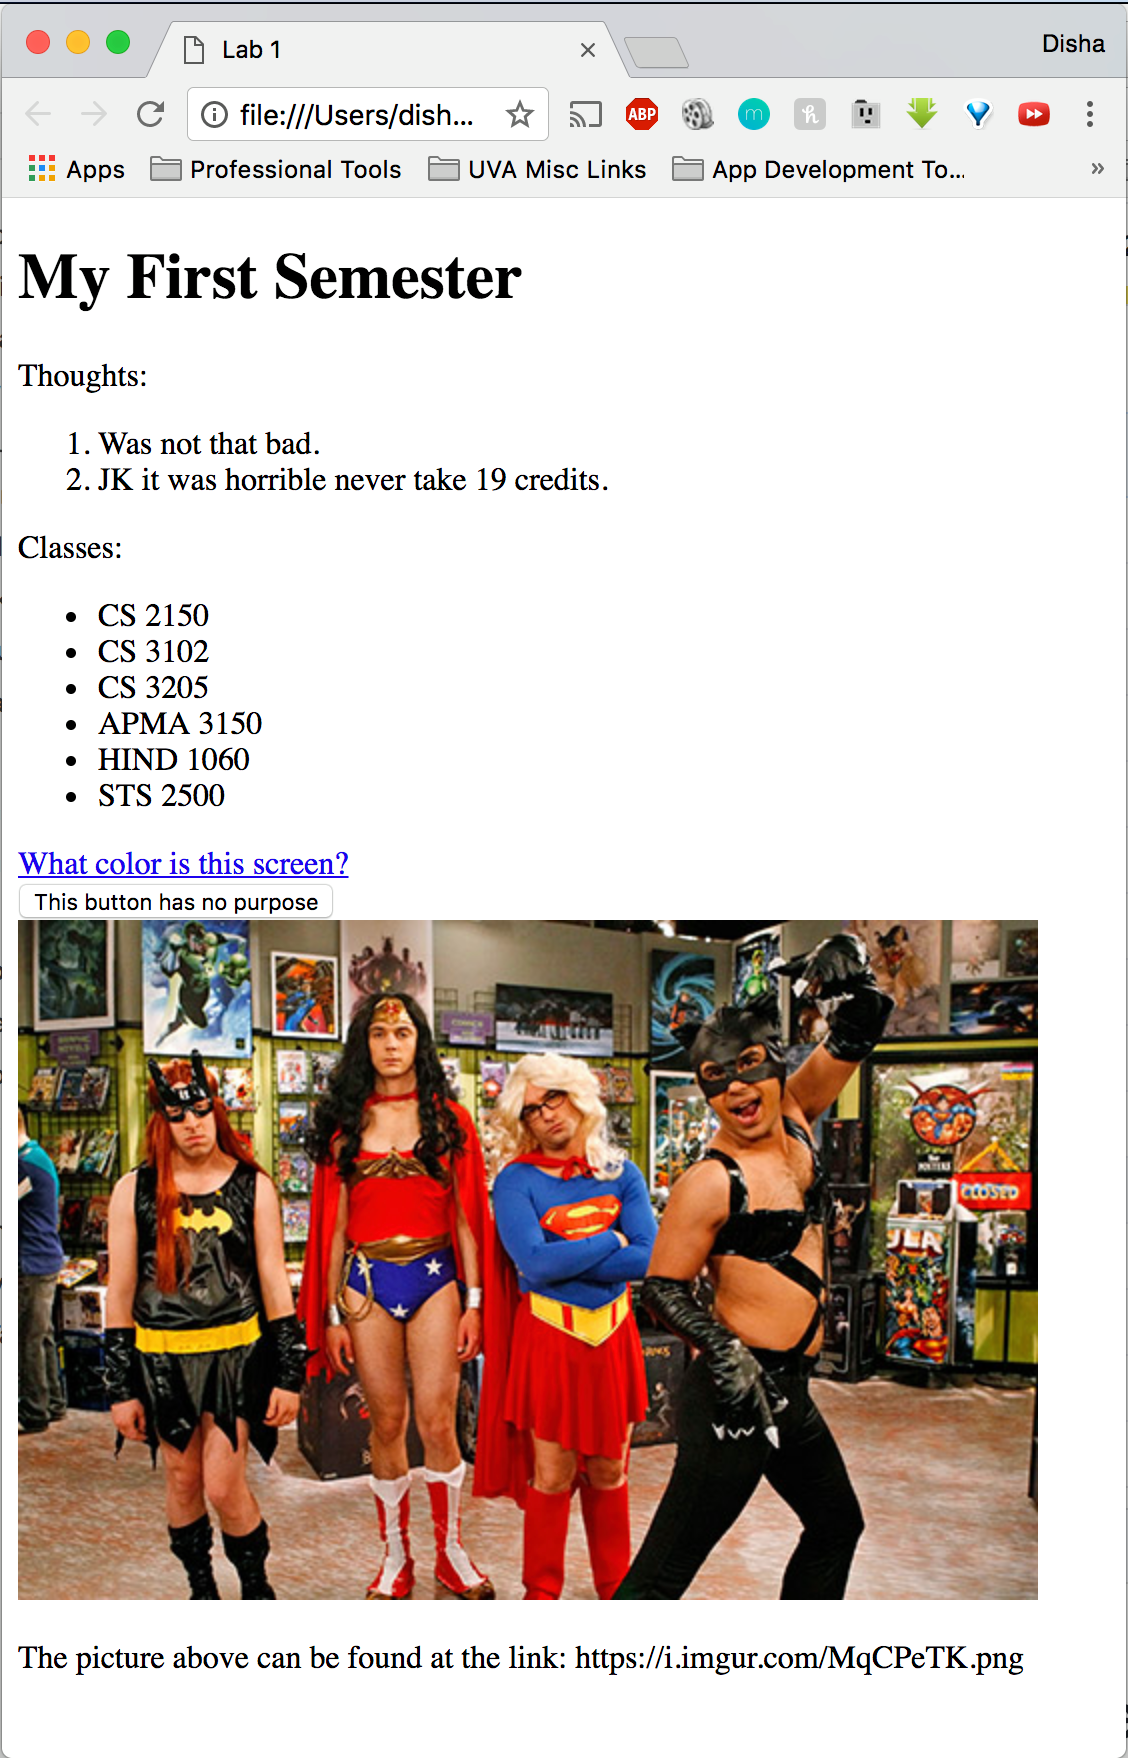 Lab 1
Disha
file:///Users/dish...
ABP
m
h
Apps
Professional Tools
UVA Misc Links
App Development To...
»
My First Semester
Thoughts:
1. Was not that bad.
2. JK it was horrible never take 19 credits.
Classes:
• CS 2150
• CS 3102
• CS 3205
• APMA 3150
• HIND 1060
• STS 2500
What color is this screen?
This button has no purpose
POSTERS
CLOSED
JLA
The picture above can be found at the link: https://i.imgur.com/MqCPeTK.png